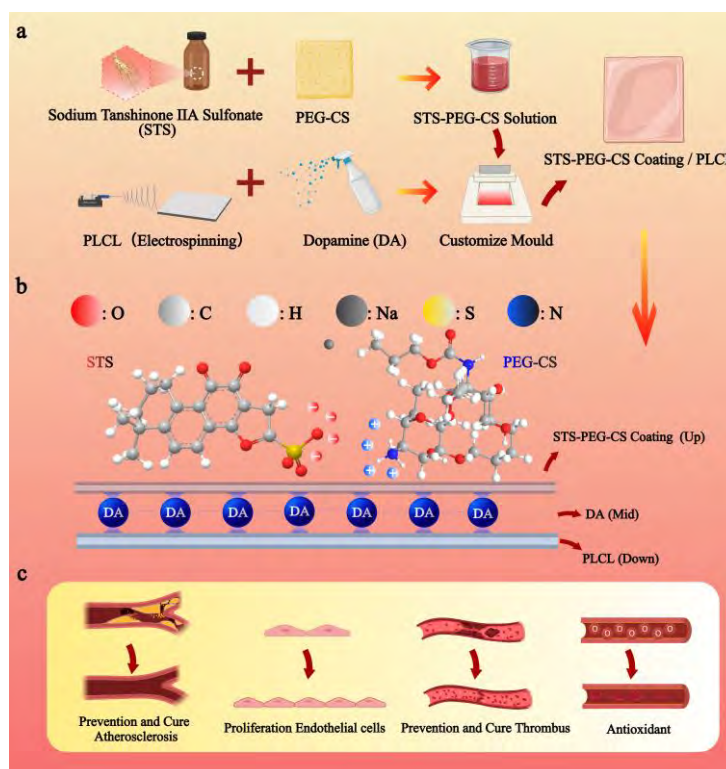 a
Sodium Tanshinone IIA Sulfonate
(STS)
PEG-CS
STS-PEG-CS Solution
STS-PEG-CS Coating / PLCL
PLCL（Electrospinning）
Dopamine (DA)
Customize Mould
b
: O
: C
: H
: Na
: S
: N
STS
PEG-CS
STS-PEG-CS Coating (Up)
DA DA DA DA DA DA DA
DA (Mid)
PLCL (Down)
c
Prevention and Cure
Atherosclerosis
Proliferation Endothelial cells
Prevention and Cure Thrombus
Antioxidant